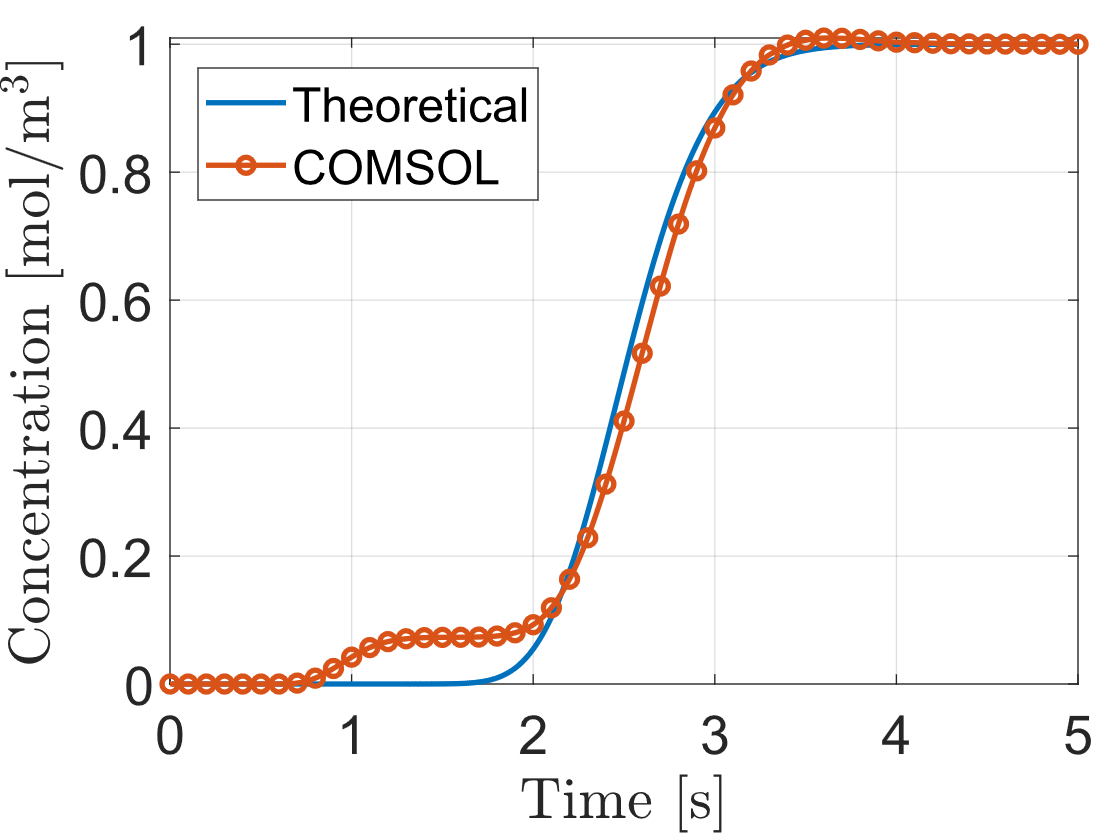 Concentration [mol/m³]
1
0.8
0.6
0.4
0.2
0
Theoretical
COMSOL
0 1 2 3 4 5
Time [s]